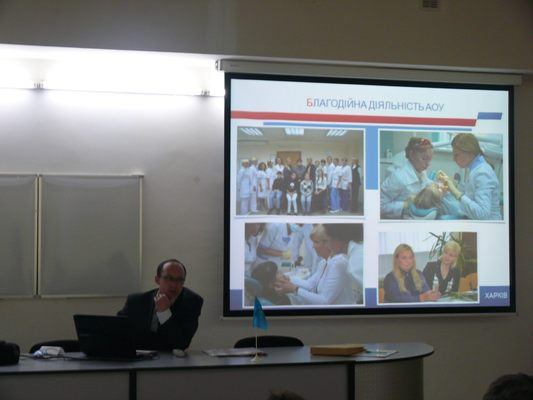 БЛАГОДІЙНА ДІЯЛЬНІСТЬ АОУ
ХАРКІВ